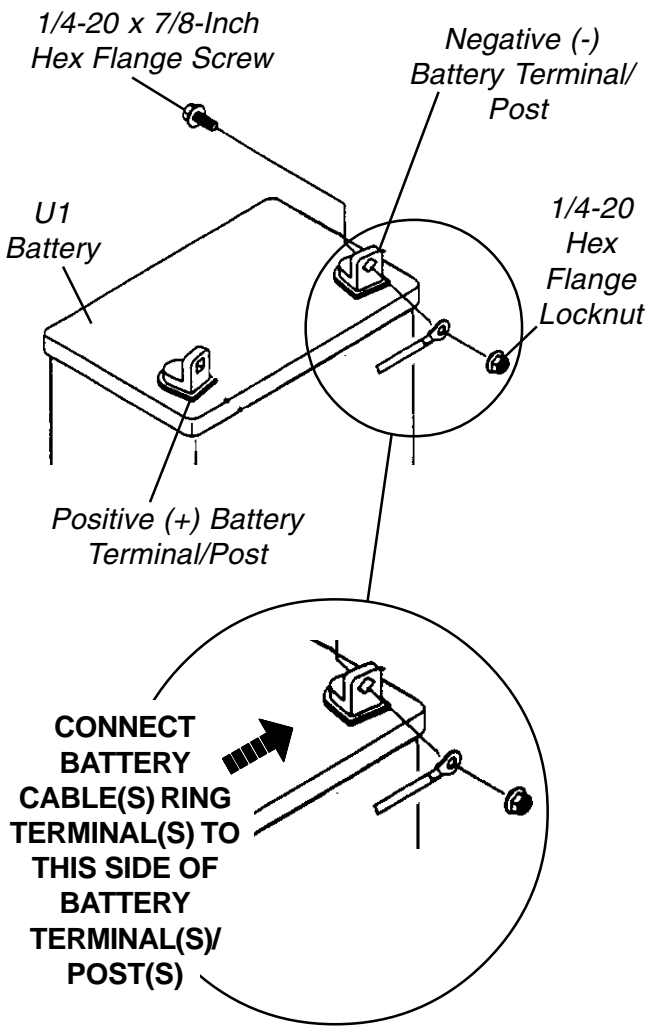 1/4-20 x 7/8-Inch
Hex Flange Screw
Negative (-)
Battery Terminal/
Post
U1
Battery
1/4-20
Hex
Flange
Locknut
Positive (+) Battery
Terminal/Post
CONNECT
BATTERY
CABLE(S) RING
TERMINAL(S) TO
THIS SIDE OF
BATTERY
TERMINAL(S)/
POST(S)